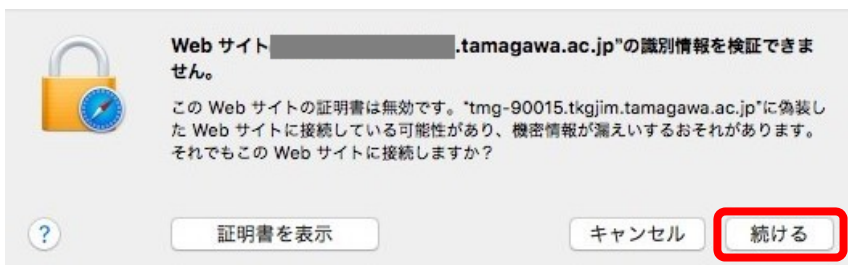 Web サイト .tamagawa.ac.jp"の識別情報を検証できま
せん。
この Web サイトの証明書は無効です。"tmg-90015.tkgjim.tamagawa.ac.jp"に偽装し
た Web サイトに接続している可能性があり、機密情報が漏えいするおそれがあります。
それでもこの Web サイトに接続しますか？
? 証明書を表示 キャンセル 続ける